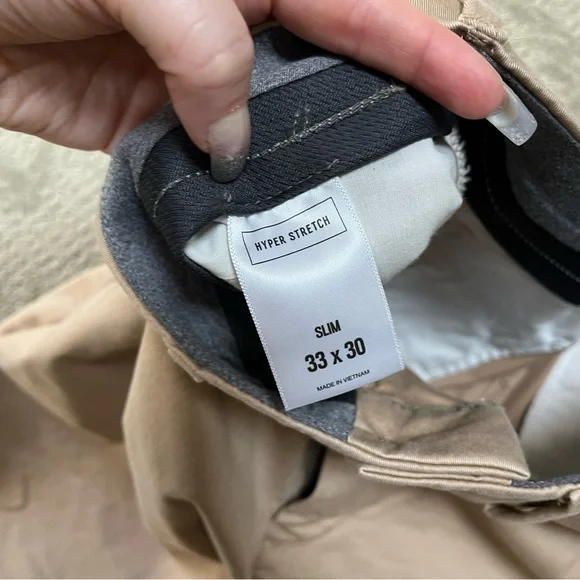 HYPER STRETCH
SLIM
33 x 30
MADE IN VIETNAM